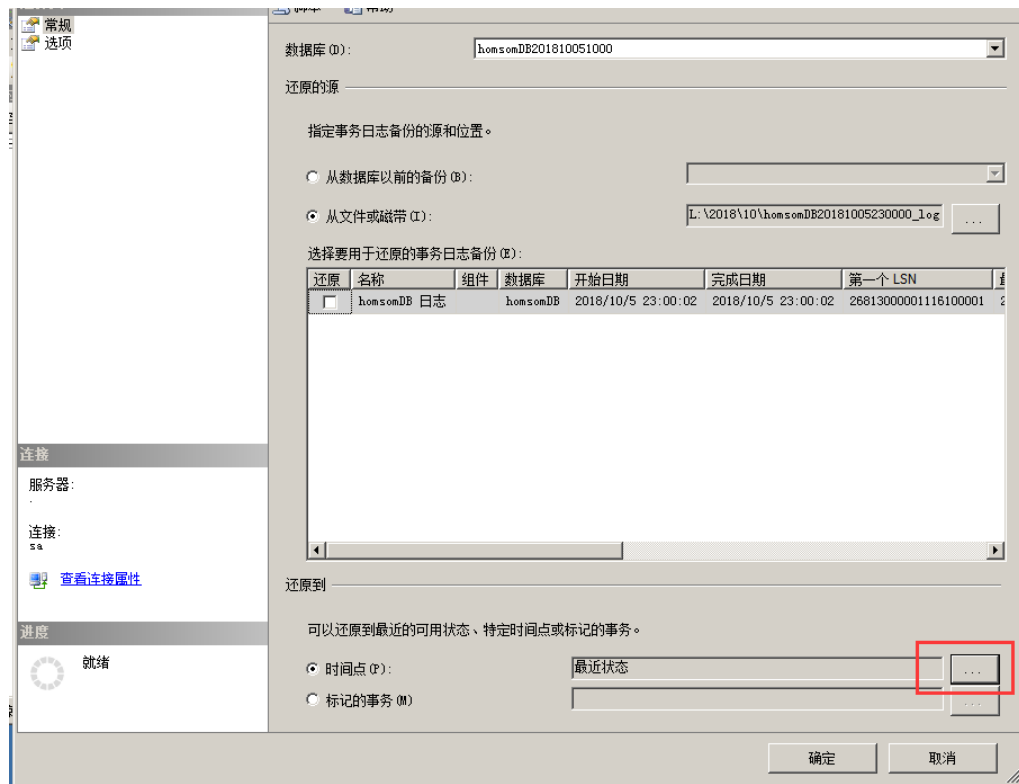 常规
选项
数据库(D):
homsomDB201810051000
还原的源
指定事务日志备份的源和位置。
从数据库以前的备份(B):
从文件或磁带(I):
L:\2018\10\homsomDB20181005230000_log
...
选择要用于还原的事务日志备份(E):
还原 名称 组件 数据库 开始日期 完成日期 第一个 LSN
homsomDB 日志 homsomDB 2018/10/5 23:00:02 2018/10/5 23:00:02 26813000001116100001
连接
服务器:
.
连接:
sa
查看连接属性
进度
就绪
还原到
可以还原到最近的可用状态、特定时间点或标记的事务。
时间点(P):
最近状态
...
标记的事务(M)
...
确定
取消